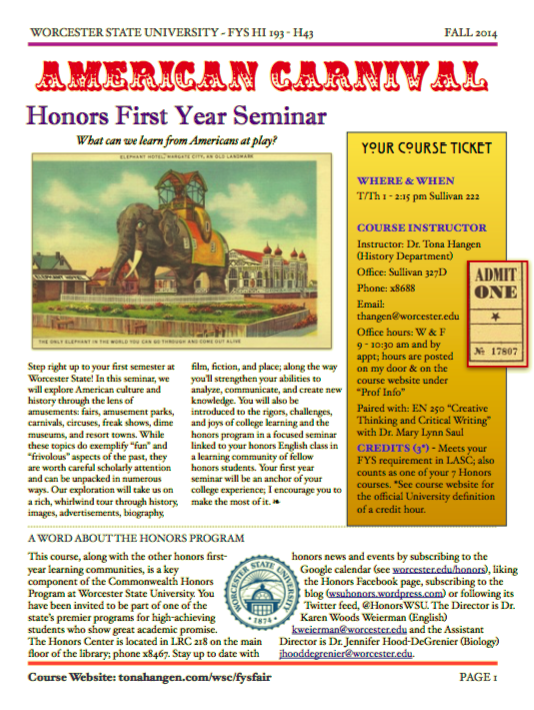 WORCESTER STATE UNIVERSITY - FYS HI 193 - H43 FALL 2014
AMERICAN CARNIVAL
Honors First Year Seminar
What can we learn from Americans at play?
ELEPHANT HOTEL, MARGATE CITY, AN OLD LANDMARK
THE ONLY ELEPHANT IN THE WORLD YOU CAN GO THROUGH AND COME OUT ALIVE
Step right up to your first semester at
Worcester State! In this seminar, we
will explore American culture and
history through the lens of
amusements: fairs, amusement parks,
carnivals, circuses, freak shows, dime
museums, and resort towns. While
these topics do exemplify "fun" and
"frivolous" aspects of the past, they
are worth careful scholarly attention
and can be unpacked in numerous
ways. Our exploration will take us on
a rich, whirlwind tour through history,
images, advertisements, biography,
film, fiction, and place; along the way
you'll strengthen your abilities to
analyze, communicate, and create new
knowledge. You will also be
introduced to the rigors, challenges,
and joys of college learning and the
honors program in a focused seminar
linked to your honors English class in
a learning community of fellow
honors students. Your first year
seminar will be an anchor of your
college experience; I encourage you to
make the most of it. ❧
YOUR COURSE TICKET
WHERE & WHEN
T/Th 1 - 2:15 pm Sullivan 222
COURSE INSTRUCTOR
Instructor: Dr. Tona Hangen
(History Department)
Office: Sullivan 327D
Phone: x8688
Email:
thangen@worcester.edu
Office hours: W & F
9 - 10:30 am and by
appt; hours are posted
on my door & on the
course website under
"Prof Info"
Paired with: EN 250 "Creative
Thinking and Critical Writing"
with Dr. Mary Lynn Saul
CREDITS (3*) - Meets your
FYS requirement in LASC; also
counts as one of your 7 Honors
courses. *See course website for
the official University definition
of a credit hour.
ADMIT
ONE
★
No 17807
A WORD ABOUT THE HONORS PROGRAM
This course, along with the other honors first-
year learning communities, is a key
component of the Commonwealth Honors
Program at Worcester State University. You
have been invited to be part of one of the
state's premier programs for high-achieving
students who show great academic promise.
The Honors Center is located in LRC 218 on the main
floor of the library; phone x8467. Stay up to date with
WORCESTER STATE UNIVERSITY
• 1874 •
honors news and events by subscribing to the
Google calendar (see worcester.edu/honors), liking
the Honors Facebook page, subscribing to the
blog (wsuhonors.wordpress.com) or following its
Twitter feed, @HonorsWSU. The Director is Dr.
Karen Woods Weierman (English)
kweierman@worcester.edu and the Assistant
Director is Dr. Jennifer Hood-DeGrenier (Biology)
jhooddegrenier@worcester.edu.
Course Website: tonahangen.com/wsc/fysfair PAGE 1